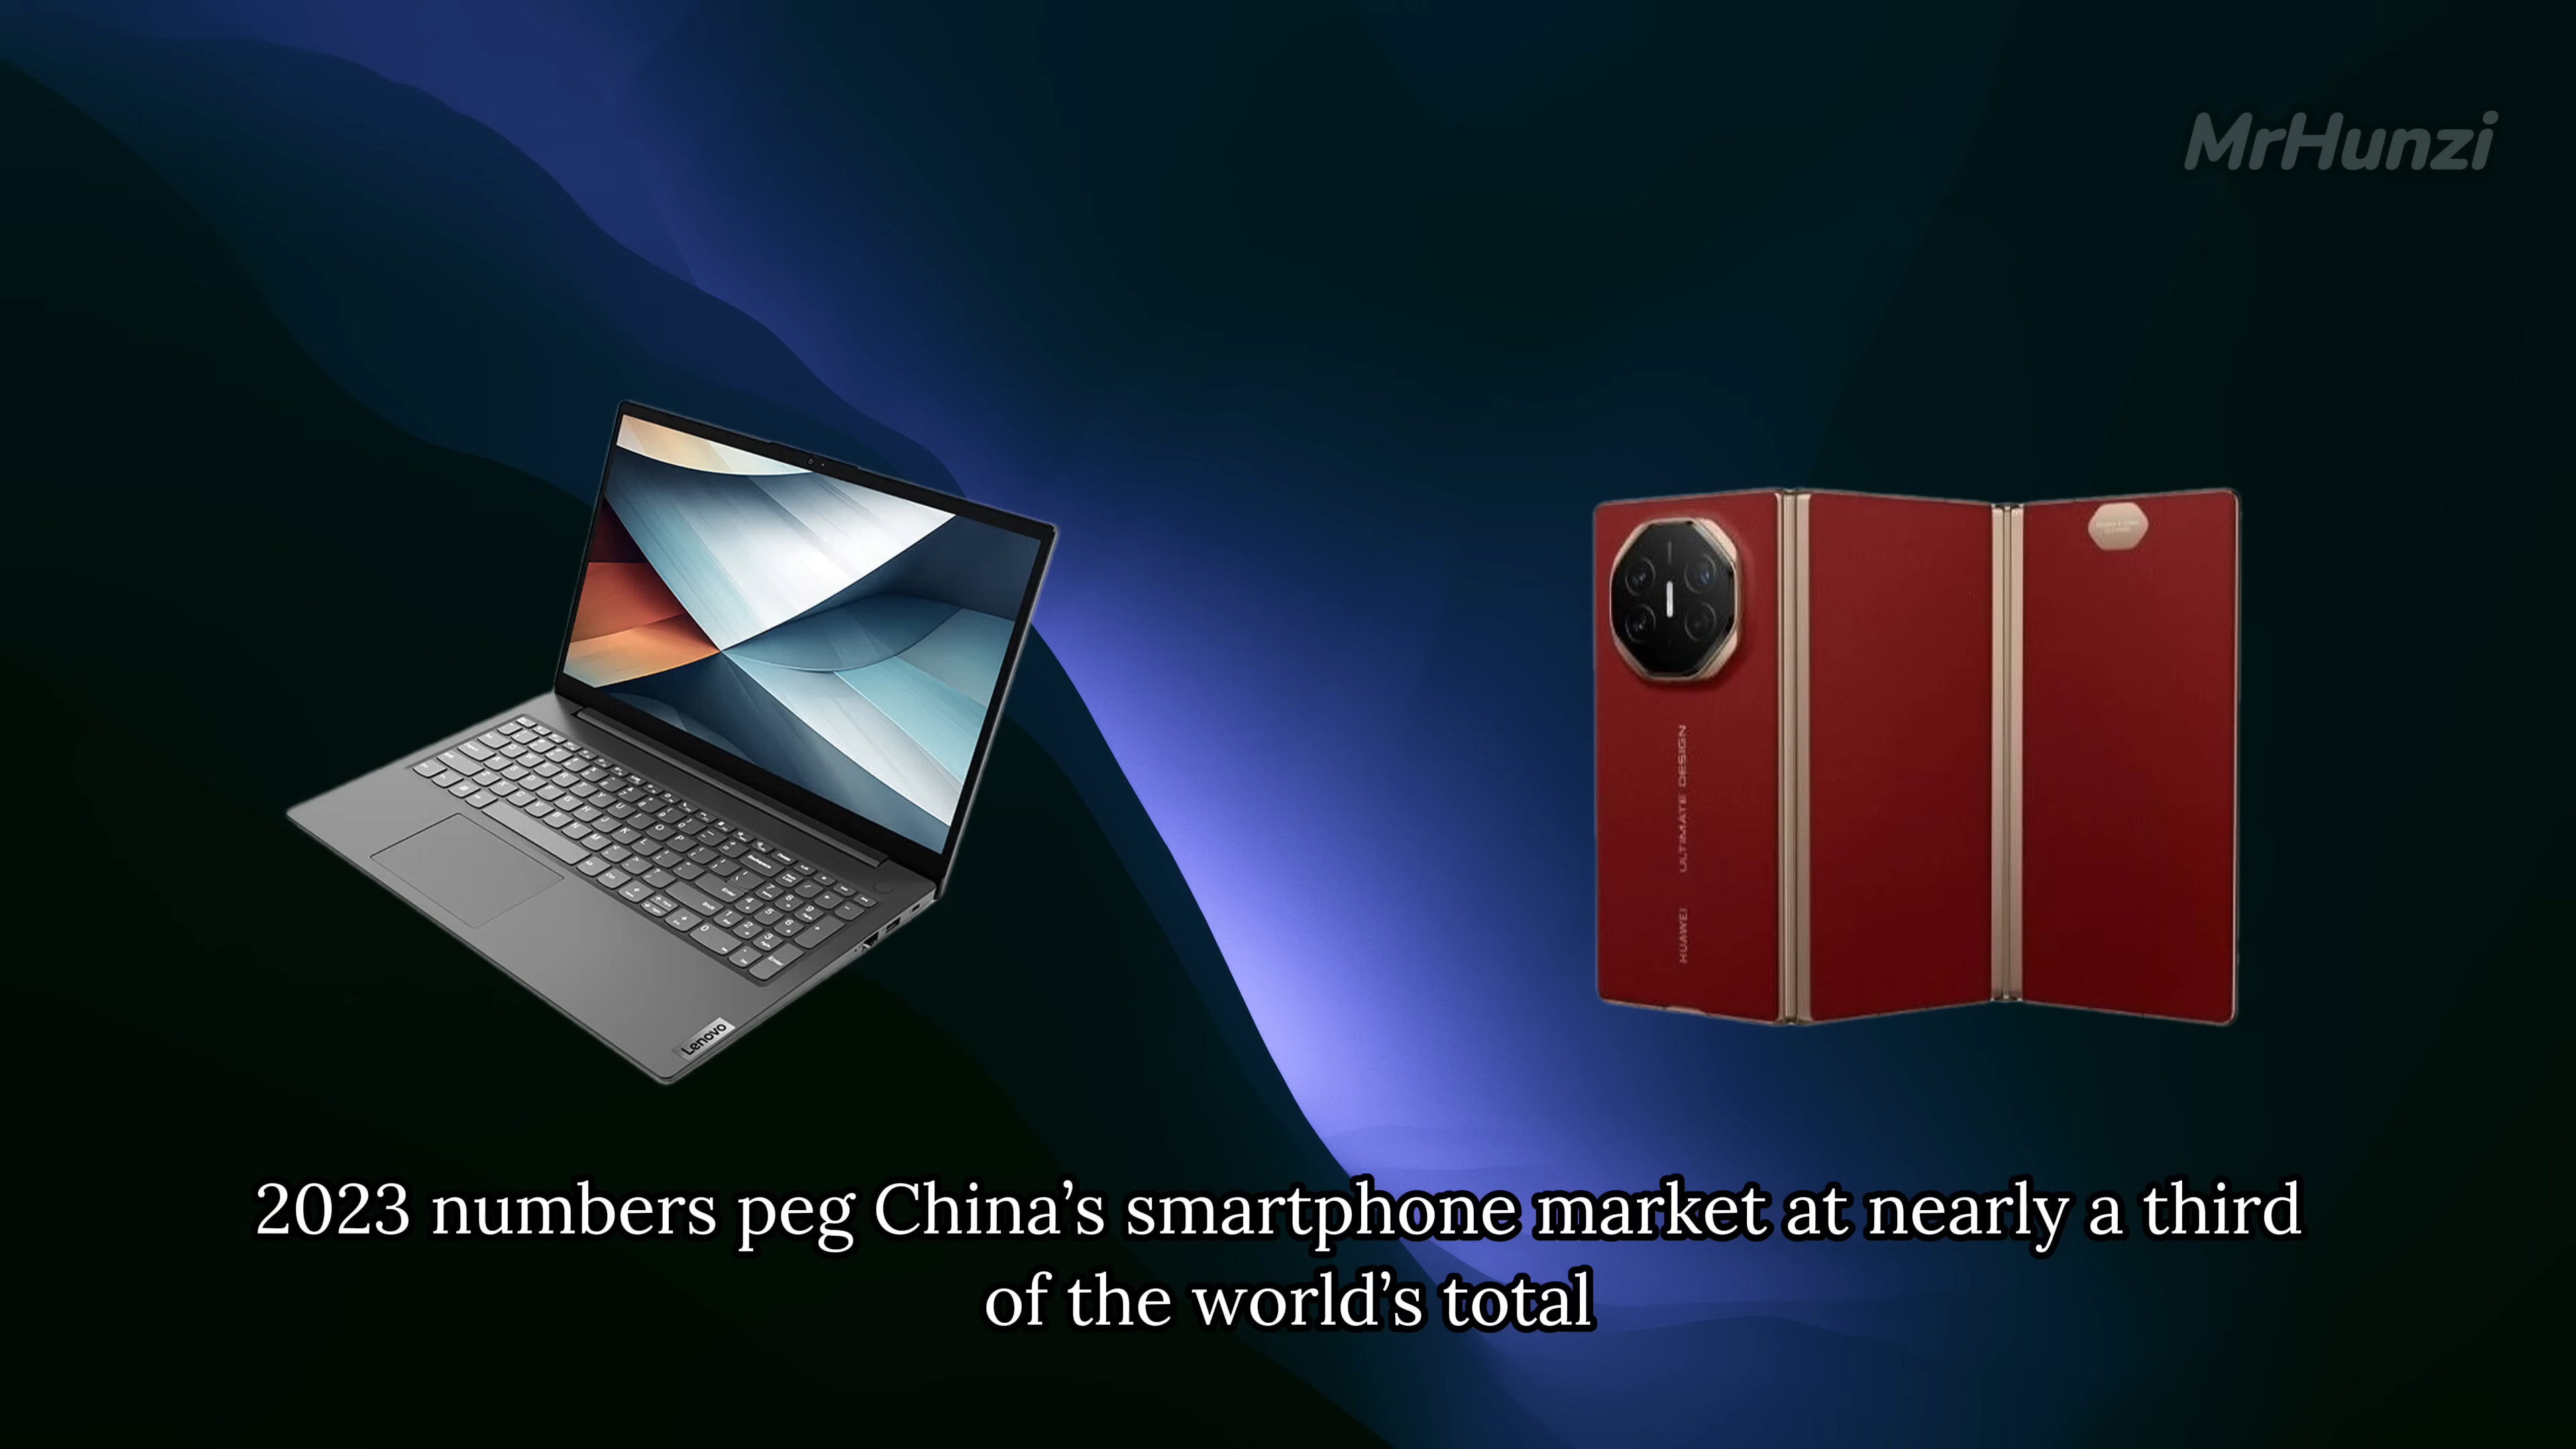 MrHunzi
Lenovo
HUAWEI ULTIMATE DESIGN
2023 numbers peg China’s smartphone market at nearly a third
of the world’s total